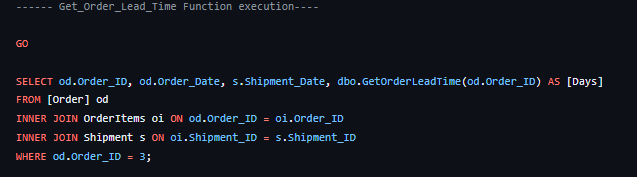 ------ Get_Order_Lead_Time Function execution----
GO
SELECT od.Order_ID, od.Order_Date, s.Shipment_Date, dbo.GetOrderLeadTime(od.Order_ID) AS [Days]
FROM [Order] od
INNER JOIN OrderItems oi ON od.Order_ID = oi.Order_ID
INNER JOIN Shipment s ON oi.Shipment_ID = s.Shipment_ID
WHERE od.Order_ID = 3;